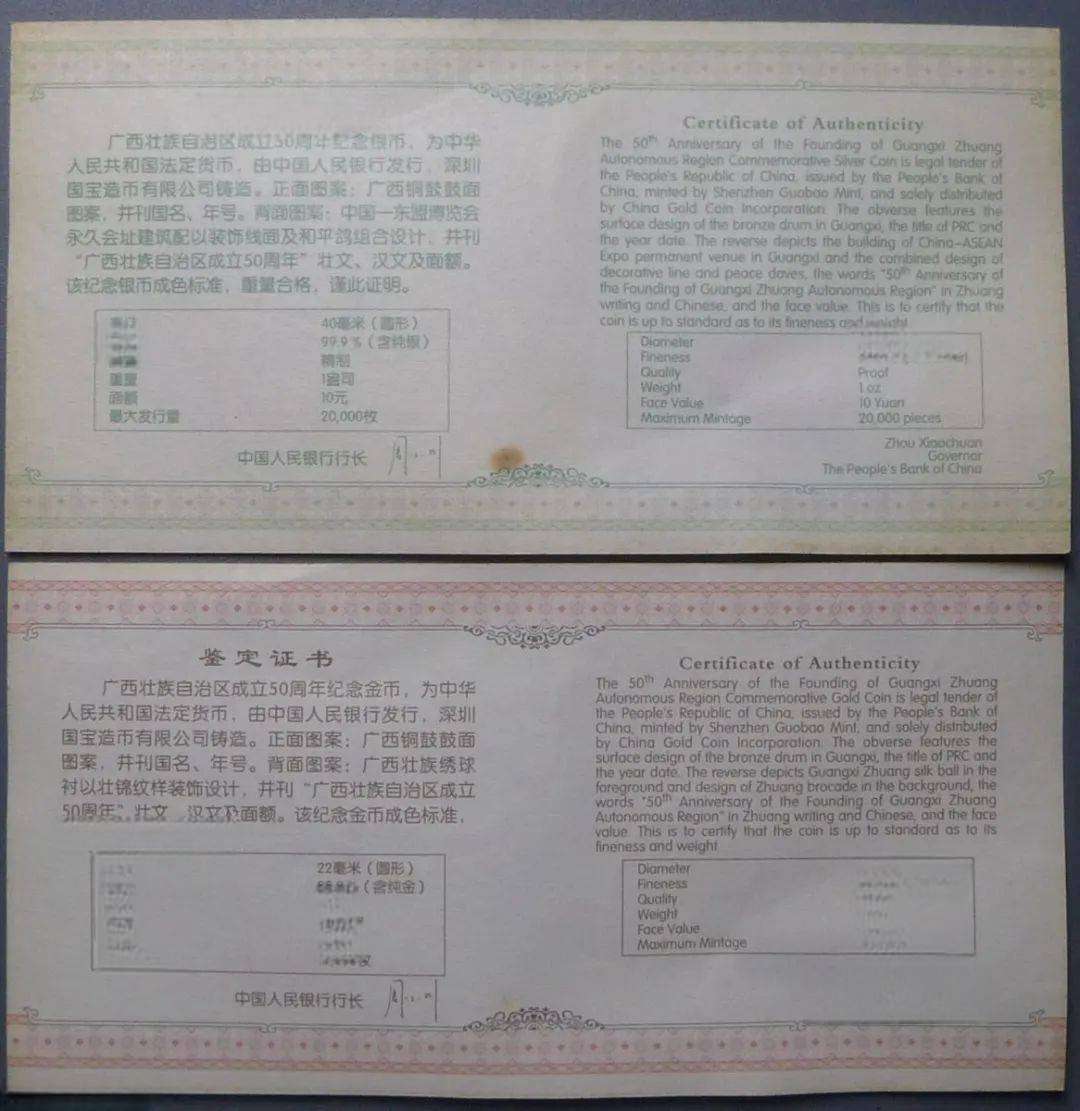 广西壮族自治区成立50周年纪念银币，为中华
人民共和国法定货币，由中国人民银行发行，深圳
国宝造币有限公司铸造。正面图案：广西铜鼓鼓面
图案，并刊国名、年号。背面图案：中国—东盟博览会
永久会址建筑配以装饰线面及和平鸽组合设计，并刊
“广西壮族自治区成立50周年”壮文、汉文及面额。
该纪念银币成色标准，重量合格，谨此证明。
40毫米（圆形）
99.9％（含纯银）
精制
重量 1盎司
面额 10元
最大发行量 20,000枚
中国人民银行行长
Certificate of Authenticity
The 50th Anniversary of the Founding of Guangxi Zhuang
Autonomous Region Commemorative Silver Coin is legal tender of
the People's Republic of China, issued by the People's Bank of
China, minted by Shenzhen Guobao Mint, and solely distributed
by China Gold Coin Incorporation. The obverse features the
surface design of the bronze drum in Guangxi, the title of PRC and
the year date. The reverse depicts the building of China-ASEAN
Expo permanent venue in Guangxi and the combined design of
decorative line and peace doves, the words "50th Anniversary of
the Founding of Guangxi Zhuang Autonomous Region" in Zhuang
writing and Chinese, and the face value. This is to certify that the
coin is up to standard as to its fineness and weight
Diameter
Fineness
Quality Proof
Weight 1 oz
Face Value 10 Yuan
Maximum Mintage 20,000 pieces
Zhou Xiaochuan
Governor
The People's Bank of China
鉴定证书
广西壮族自治区成立50周年纪念金币，为中华
人民共和国法定货币，由中国人民银行发行，深圳
国宝造币有限公司铸造。正面图案：广西铜鼓鼓面
图案，并刊国名、年号。背面图案：广西壮族绣球
衬以壮锦纹样装饰设计，并刊“广西壮族自治区成立
50周年”壮文、汉文及面额。该纪念金币成色标准，
22毫米（圆形）
（含纯金）
枚
中国人民银行行长
Certificate of Authenticity
The 50th Anniversary of the Founding of Guangxi Zhuang
Autonomous Region Commemorative Gold Coin is legal tender of
the People's Republic of China, issued by the People's Bank of
China, minted by Shenzhen Guobao Mint, and solely distributed
by China Gold Coin Incorporation. The obverse features the
surface design of the bronze drum in Guangxi, the title of PRC and
the year date. The reverse depicts Guangxi Zhuang silk ball in the
foreground and design of Zhuang brocade in the background, the
words "50th Anniversary of the Founding of Guangxi Zhuang
Autonomous Region" in Zhuang writing and Chinese, and the face
value. This is to certify that the coin is up to standard as to its
fineness and weight
Diameter
Fineness
Quality
Weight
Face Value
Maximum Mintage